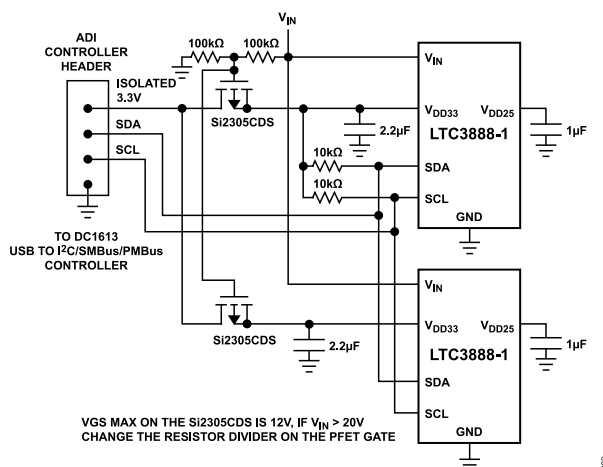 V_IN
ADI
CONTROLLER
HEADER
100kΩ 100kΩ
ISOLATED
3.3V
SDA
SCL
Si2305CDS
TO DC1613
USB TO I²C/SMBus/PMBus
CONTROLLER
2.2µF
10kΩ
10kΩ
V_IN
V_DD33 V_DD25
LTC3888-1
SDA
SCL
GND
1µF
Si2305CDS
2.2µF
V_IN
V_DD33 V_DD25
LTC3888-1
SDA
SCL
GND
1µF
VGS MAX ON THE Si2305CDS IS 12V, IF V_IN > 20V
CHANGE THE RESISTOR DIVIDER ON THE PFET GATE